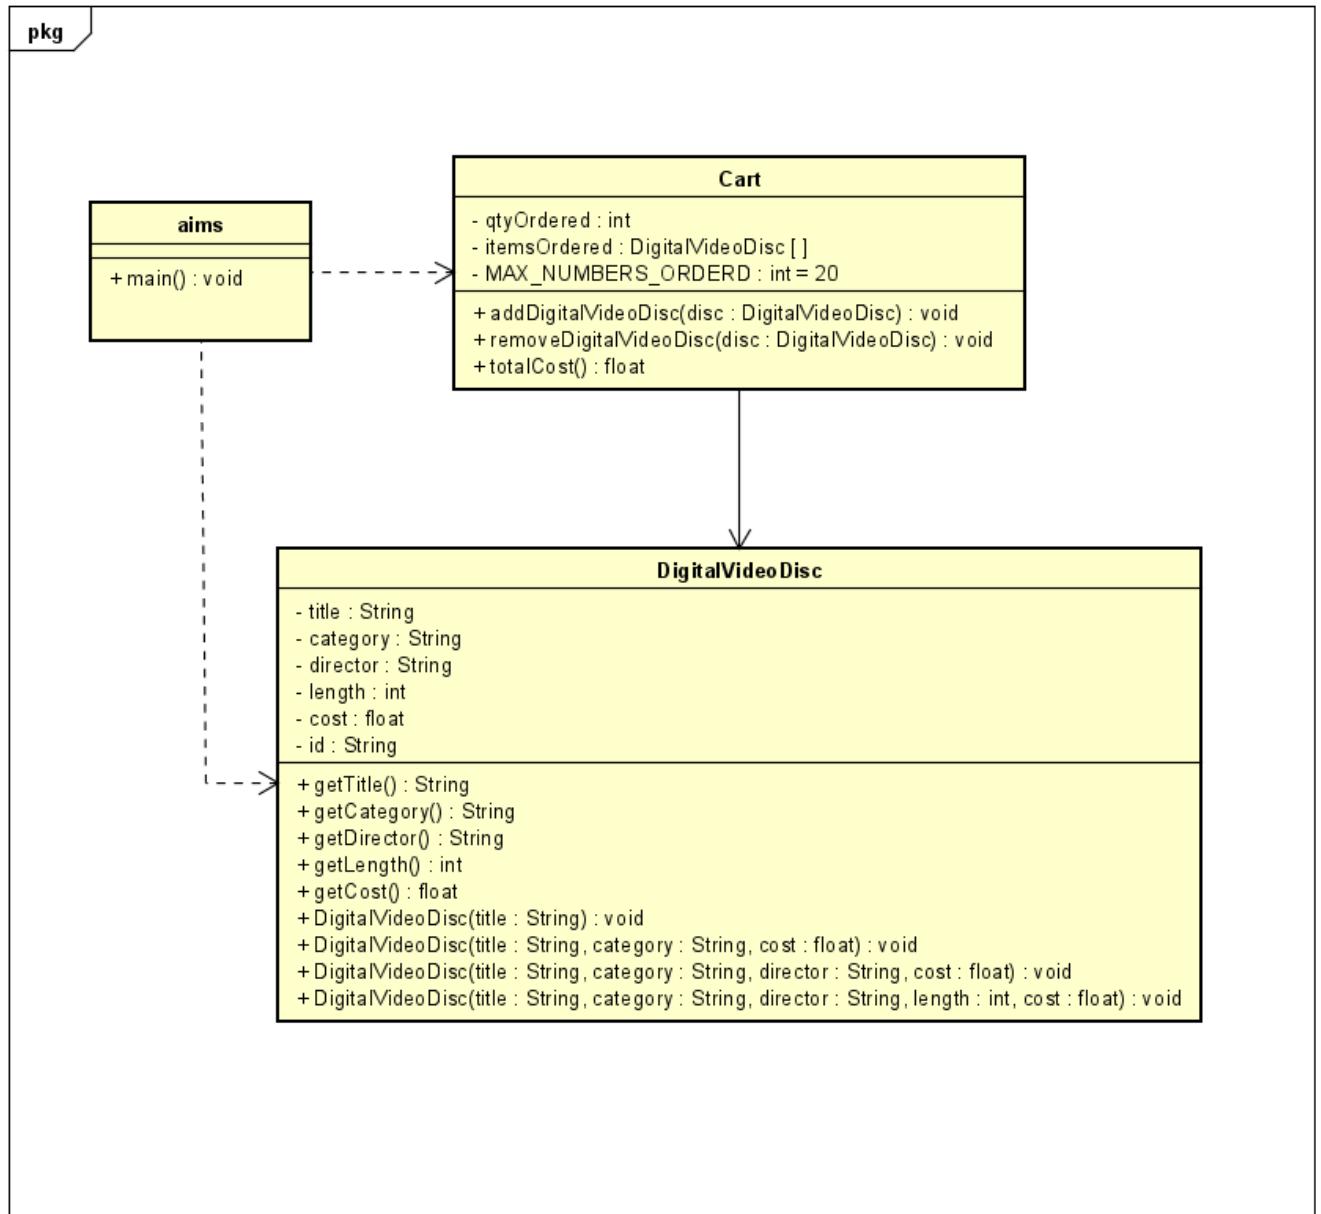 pkg
aims
+ main() : void
Cart
- qtyOrdered : int
- itemsOrdered : DigitalVideoDisc [ ]
- MAX_NUMBERS_ORDERD : int = 20
+ addDigitalVideoDisc(disc : DigitalVideoDisc) : void
+ removeDigitalVideoDisc(disc : DigitalVideoDisc) : void
+ totalCost() : float
DigitalVideoDisc
- title : String
- category : String
- director : String
- length : int
- cost : float
- id : String
+ getTitle() : String
+ getCategory() : String
+ getDirector() : String
+ getLength() : int
+ getCost() : float
+ DigitalVideoDisc(title : String) : void
+ DigitalVideoDisc(title : String, category : String, cost : float) : void
+ DigitalVideoDisc(title : String, category : String, director : String, cost : float) : void
+ DigitalVideoDisc(title : String, category : String, director : String, length : int, cost : float) : void